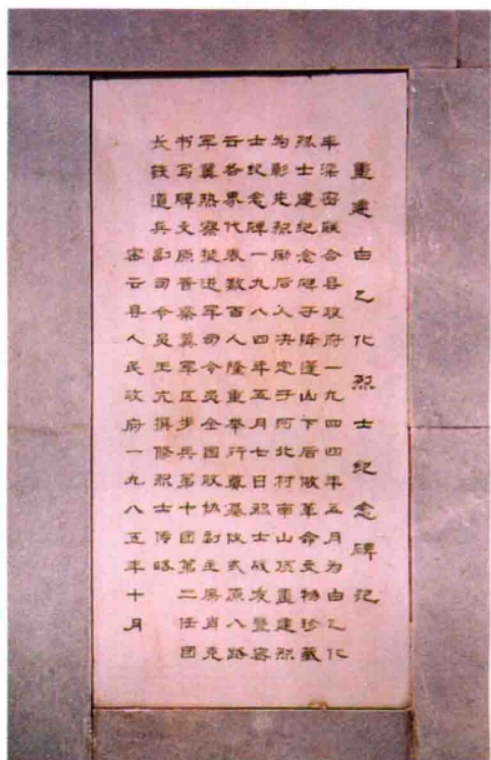 重建白乙化烈士纪念碑记
丰滦密联合县政府一九四四年五月为白乙化
烈士建纪念碑于降蓬山下后做革命文物珍藏
为彰先烈励后人决定于河北村南山顶重建烈
士纪念碑一九八四年五月七日烈士战友暨密
云各界代表数百人隆重举行奠基仪式原八路
军冀热察挺进军司令员全国政协副主席肖克
书写碑文原晋察冀军区步兵第十团第二任团
长铁道兵副司令员王亢撰修烈士传略
密云县人民政府一九八五年十月